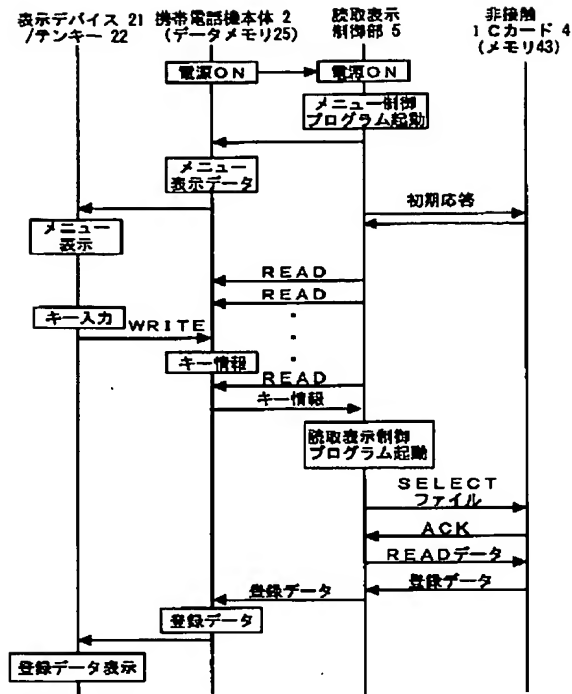 表示デバイス 21
/テンキー 22
携帯電話機本体 2
(データメモリ25)
読取表示
制御部 5
非接触
ICカード 4
(メモリ43)
電源ON
電源ON
メニュー制御
プログラム起動
メニュー
表示データ
初期応答
メニュー
表示
READ
READ
キー入力
WRITE
キー情報
READ
キー情報
読取表示制御
プログラム起動
SELECT
ファイル
ACK
READデータ
登録データ
登録データ
登録データ
登録データ表示